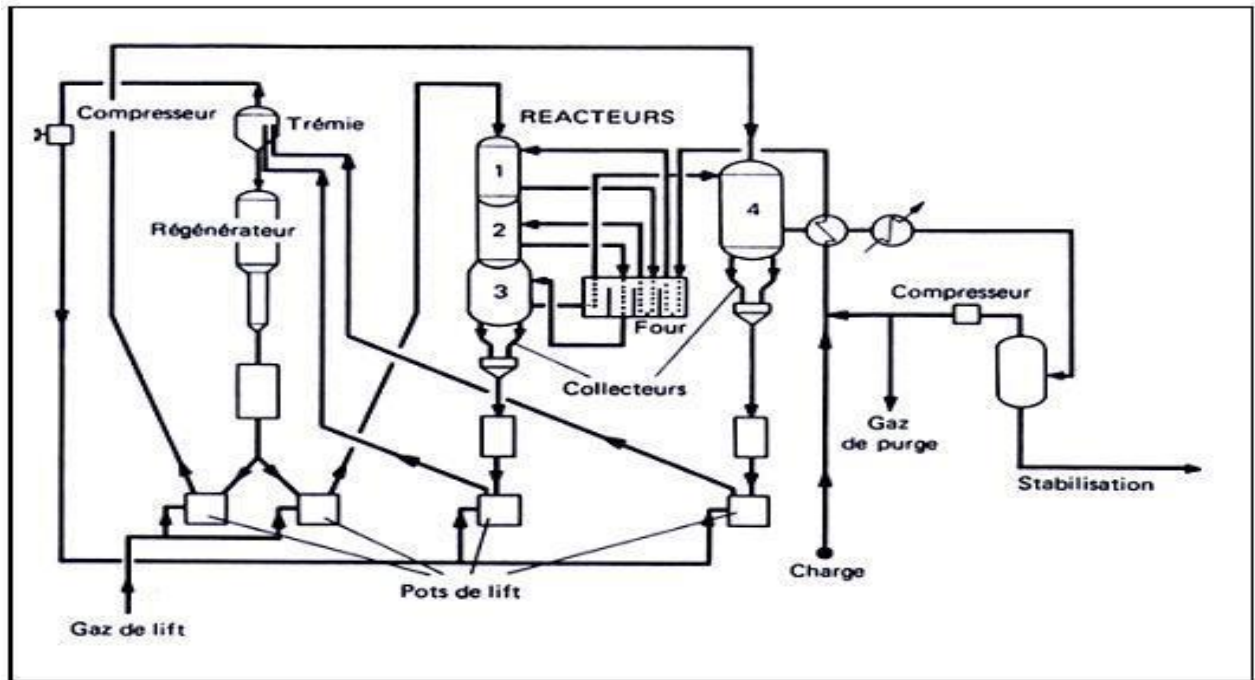 Compresseur
Trémie
REACTEURS
1
Régénérateur
2
4
3
Compresseur
Four
Collecteurs
Gaz
de purge
Stabilisation
Charge
Pots de lift
Gaz de lift